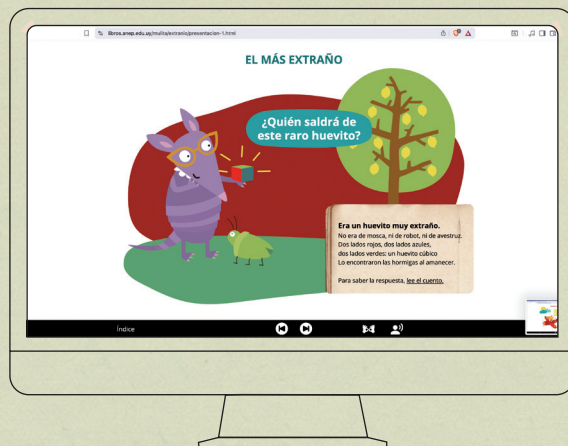 libros.anep.edu.uy/mulita/extranio/presentacion-1.html
EL MÁS EXTRAÑO
¿Quién saldrá de
este raro huevito?
Era un huevito muy extraño.
No era de mosca, ni de robot, ni de avestruz.
Dos lados rojos, dos lados azules,
dos lados verdes: un huevito cúbico
Lo encontraron las hormigas al amanecer.
Para saber la respuesta, lee el cuento.
Índice